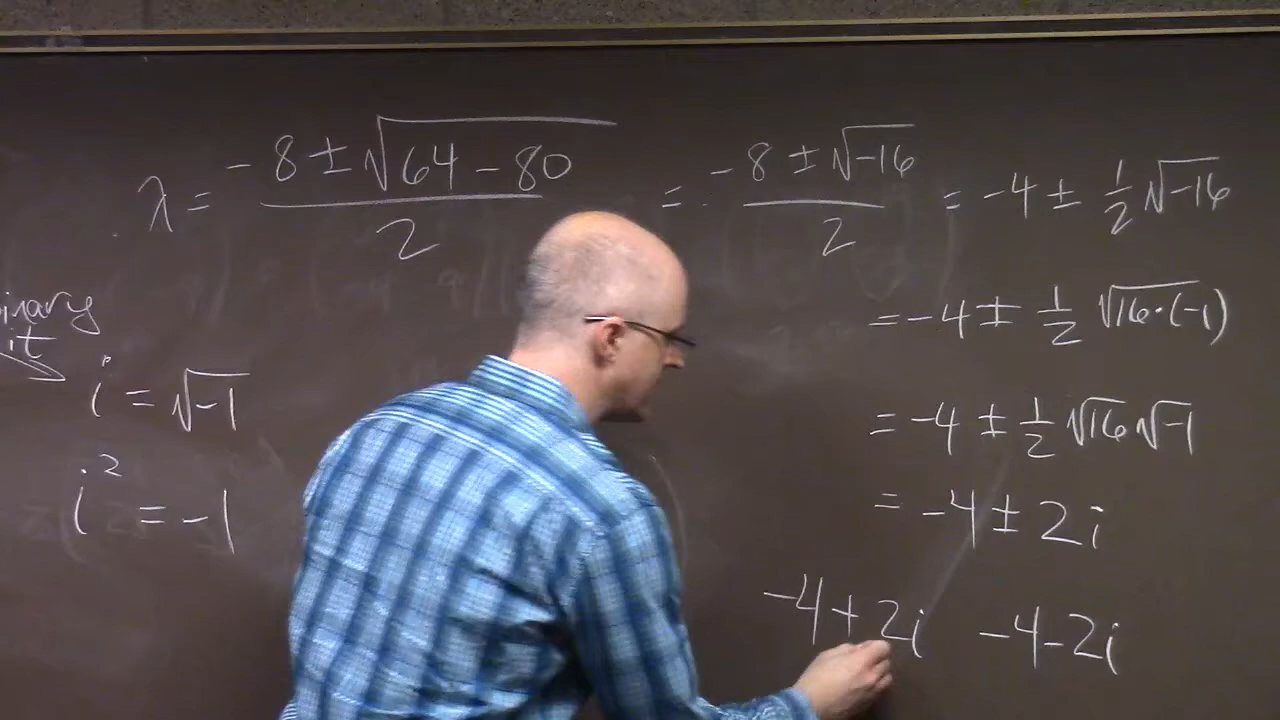 λ = (-8 ± √(64 - 80))/2 = (-8 ± √-16)/2 = -4 ± 1/2 √-16
= -4 ± 1/2 √(16·(-1))
= -4 ± 1/2 √16 √-1
= -4 ± 2i
-4+2i -4-2i
i = √-1
i² = -1